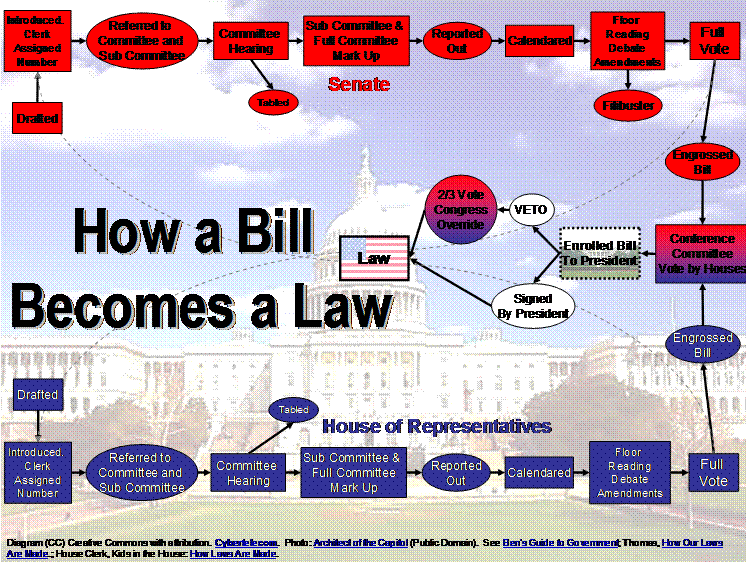 Introduced.
Clerk
Assigned
Number
Referred to
Committee and
Sub Committee
Committee
Hearing
Sub Committee &
Full Committee
Mark Up
Reported
Out
Calendared
Floor
Reading
Debate
Amendments
Full
Vote
Senate
Tabled
Filibuster
Drafted
Engrossed
Bill
2/3 Vote
Congress
Override
VETO
How a Bill
Becomes a Law
Law
Enrolled Bill
To President
Conference
Committee
Vote by Houses
Signed
By President
Engrossed
Bill
Drafted
Tabled
House of Representatives
Introduced.
Clerk
Assigned
Number
Referred to
Committee and
Sub Committee
Committee
Hearing
Sub Committee &
Full Committee
Mark Up
Reported
Out
Calendared
Floor
Reading
Debate
Amendments
Full
Vote
Diagram (CC) Creative Commons with attribution. Cybertelecom. Photo: Architect of the Capitol (Public Domain). See Ben's Guide to Government; Thomas, How Our Laws
Are Made.; House Clerk, Kids in the House: How Laws Are Made.